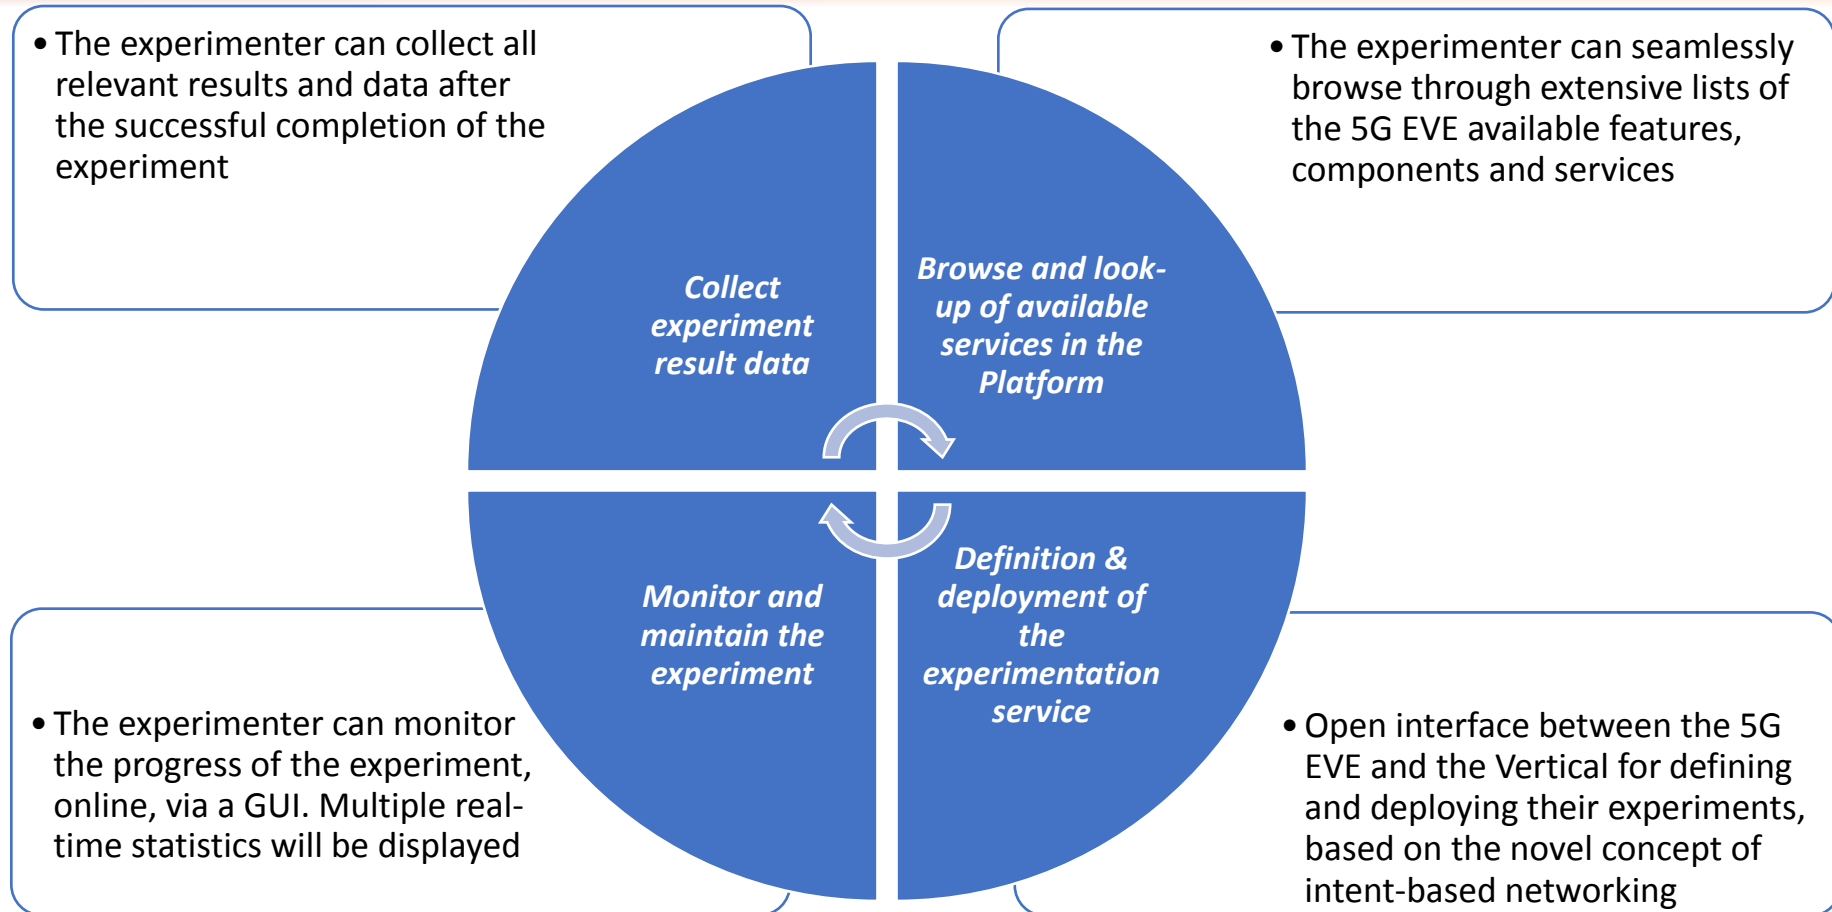 • The experimenter can collect all
relevant results and data after
the successful completion of the
experiment
• The experimenter can seamlessly
browse through extensive lists of
the 5G EVE available features,
components and services
Collect
experiment
result data
Browse and look-
up of available
services in the
Platform
Monitor and
maintain the
experiment
Definition &
deployment of
the
experimentation
service
• The experimenter can monitor
the progress of the experiment,
online, via a GUI. Multiple real-
time statistics will be displayed
• Open interface between the 5G
EVE and the Vertical for defining
and deploying their experiments,
based on the novel concept of
intent-based networking